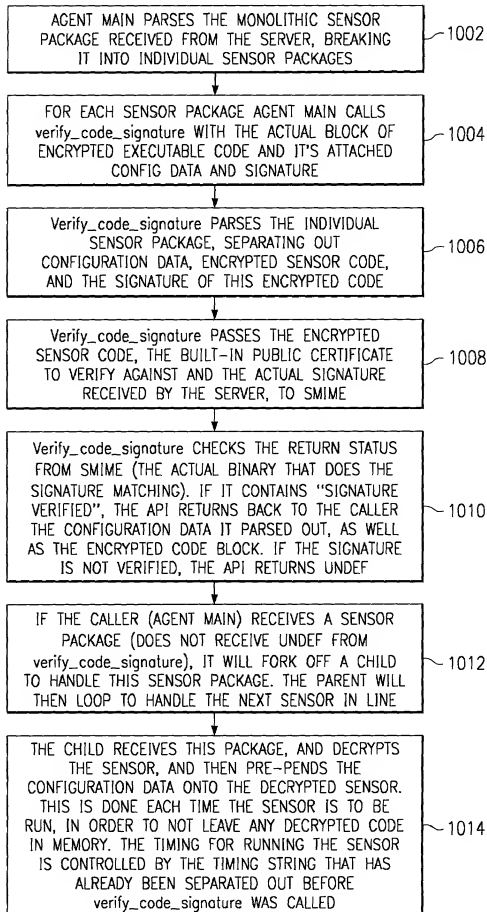 AGENT MAIN PARSES THE MONOLITHIC SENSOR
PACKAGE RECEIVED FROM THE SERVER, BREAKING
IT INTO INDIVIDUAL SENSOR PACKAGES
1002
FOR EACH SENSOR PACKAGE AGENT MAIN CALLS
verify_code_signature WITH THE ACTUAL BLOCK OF
ENCRYPTED EXECUTABLE CODE AND IT'S ATTACHED
CONFIG DATA AND SIGNATURE
1004
Verify_code_signature PARSES THE INDIVIDUAL
SENSOR PACKAGE, SEPARATING OUT
CONFIGURATION DATA, ENCRYPTED SENSOR CODE,
AND THE SIGNATURE OF THIS ENCRYPTED CODE
1006
Verify_code_signature PASSES THE ENCRYPTED
SENSOR CODE, THE BUILT-IN PUBLIC CERTIFICATE
TO VERIFY AGAINST AND THE ACTUAL SIGNATURE
RECEIVED BY THE SERVER, TO SMIME
1008
Verify_code_signature CHECKS THE RETURN STATUS
FROM SMIME (THE ACTUAL BINARY THAT DOES THE
SIGNATURE MATCHING). IF IT CONTAINS "SIGNATURE
VERIFIED", THE API RETURNS BACK TO THE CALLER
THE CONFIGURATION DATA IT PARSED OUT, AS WELL
AS THE ENCRYPTED CODE BLOCK. IF THE SIGNATURE
IS NOT VERIFIED, THE API RETURNS UNDEF
1010
IF THE CALLER (AGENT MAIN) RECEIVES A SENSOR
PACKAGE (DOES NOT RECEIVE UNDEF FROM
verify_code_signature), IT WILL FORK OFF A CHILD
TO HANDLE THIS SENSOR PACKAGE. THE PARENT WILL
THEN LOOP TO HANDLE THE NEXT SENSOR IN LINE
1012
THE CHILD RECEIVES THIS PACKAGE, AND DECRYPTS
THE SENSOR, AND THEN PRE-PENDS THE
CONFIGURATION DATA ONTO THE DECRYPTED SENSOR.
THIS IS DONE EACH TIME THE SENSOR IS TO BE
RUN, IN ORDER TO NOT LEAVE ANY DECRYPTED CODE
IN MEMORY. THE TIMING FOR RUNNING THE SENSOR
IS CONTROLLED BY THE TIMING STRING THAT HAS
ALREADY BEEN SEPARATED OUT BEFORE
verify_code_signature WAS CALLED
1014